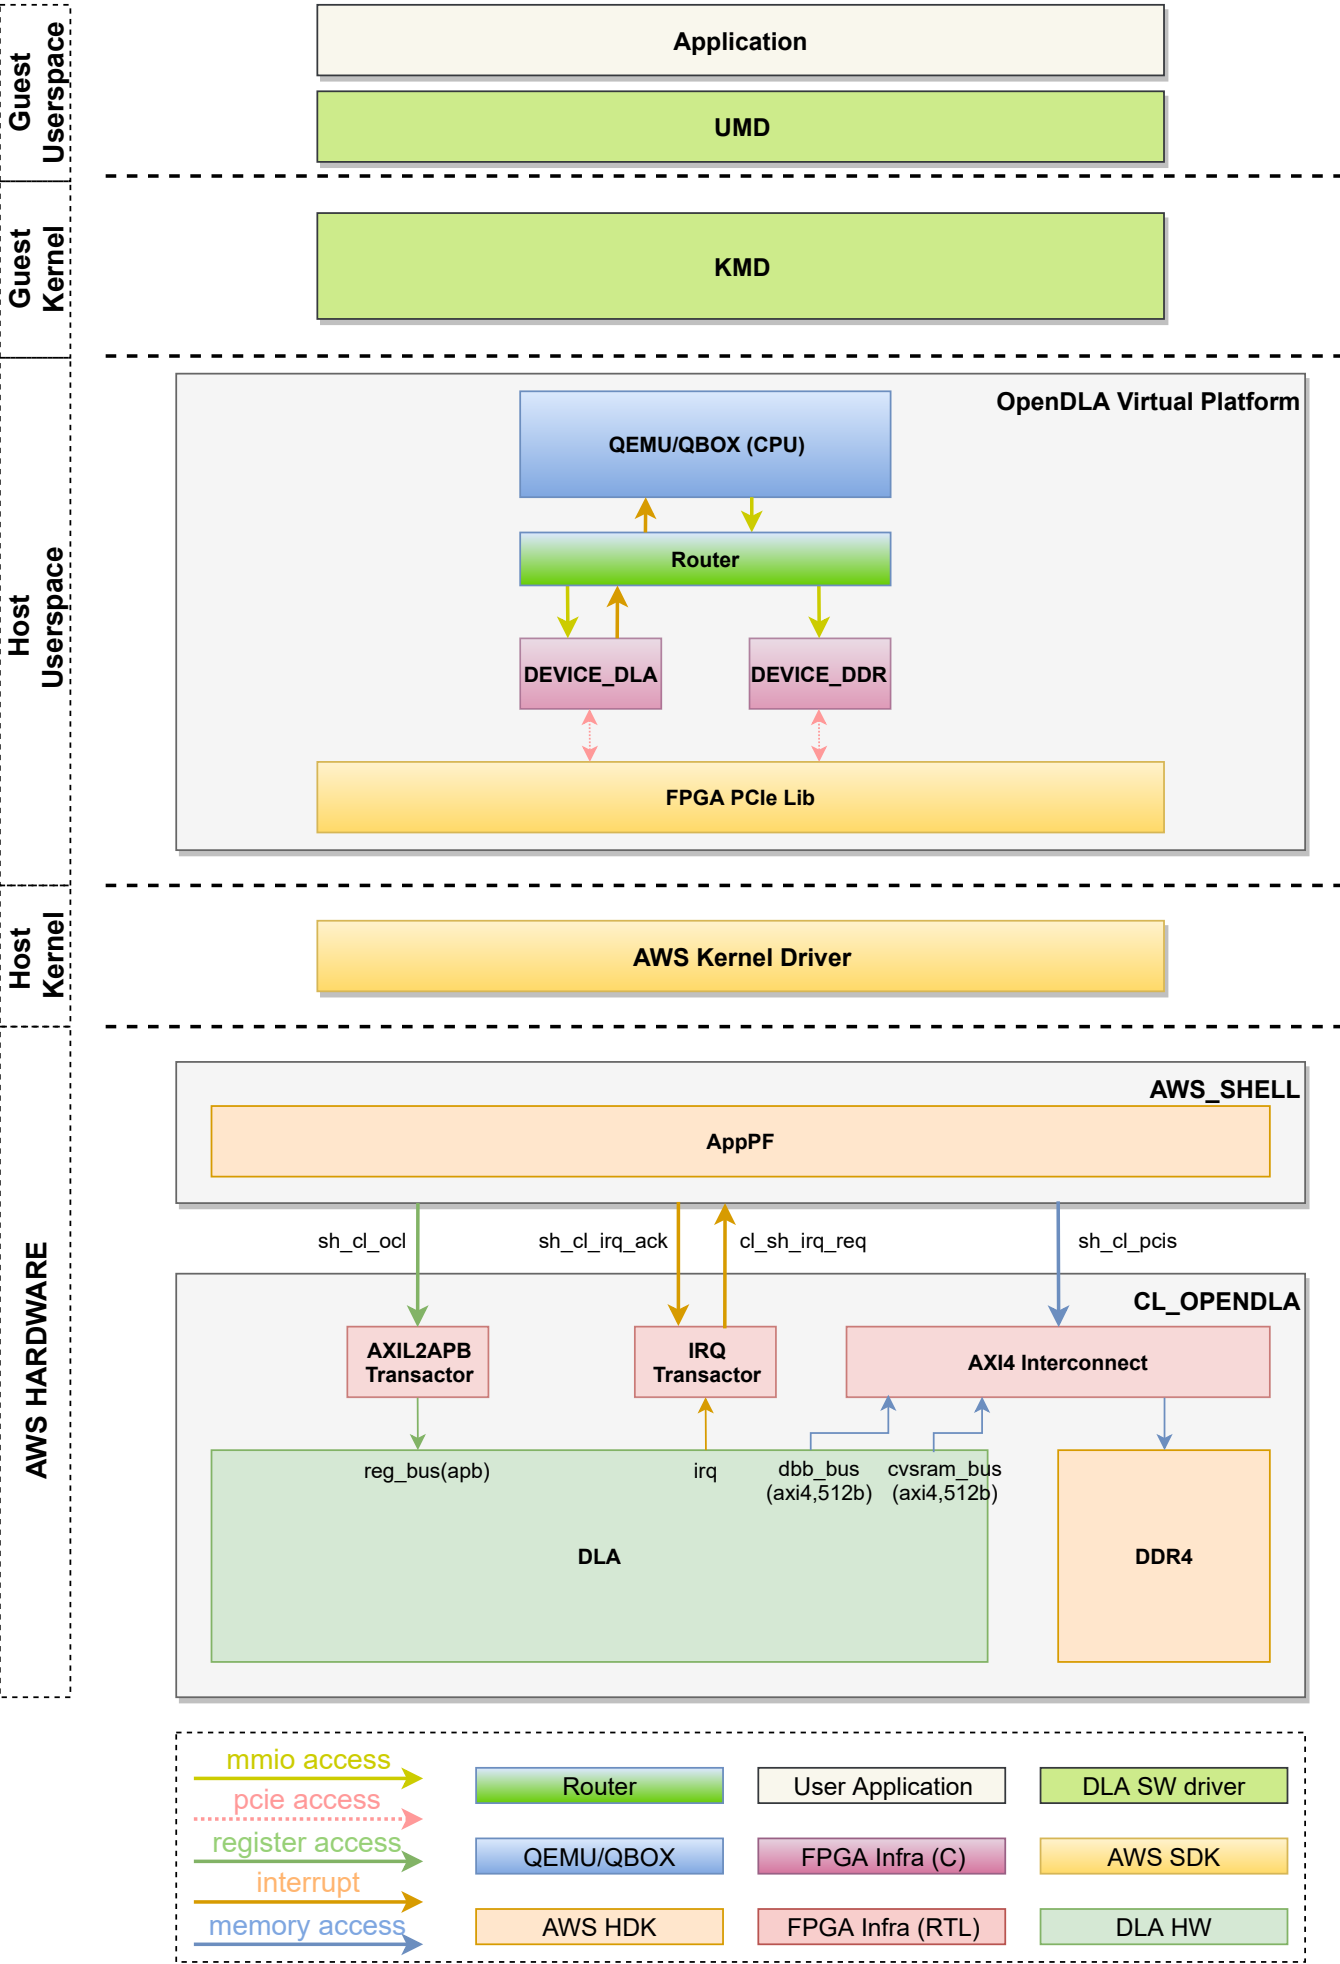 Guest
Userspace
Application
UMD
Guest
Kernel
KMD
Host
Userspace
OpenDLA Virtual Platform
QEMU/QBOX (CPU)
Router
DEVICE_DLA
DEVICE_DDR
FPGA PCIe Lib
Host
Kernel
AWS Kernel Driver
AWS HARDWARE
AWS_SHELL
AppPF
sh_cl_ocl
sh_cl_irq_ack
cl_sh_irq_req
sh_cl_pcis
CL_OPENDLA
AXIL2APB
Transactor
IRQ
Transactor
AXI4 Interconnect
reg_bus(apb)
irq
dbb_bus
(axi4,512b)
cvsram_bus
(axi4,512b)
DLA
DDR4
mmio access
pcie access
register access
interrupt
memory access
Router
User Application
DLA SW driver
QEMU/QBOX
FPGA Infra (C)
AWS SDK
AWS HDK
FPGA Infra (RTL)
DLA HW